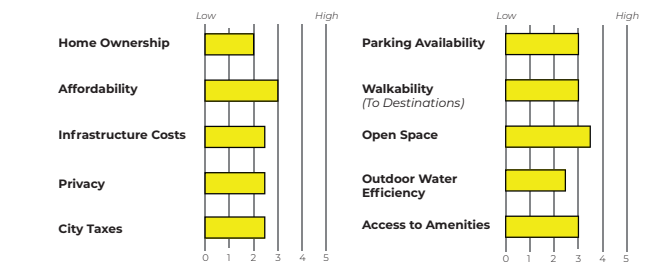 Low High
Home Ownership
Affordability
Infrastructure Costs
Privacy
City Taxes
0 1 2 3 4 5
Low High
Parking Availability
Walkability
(To Destinations)
Open Space
Outdoor Water
Efficiency
Access to Amenities
0 1 2 3 4 5